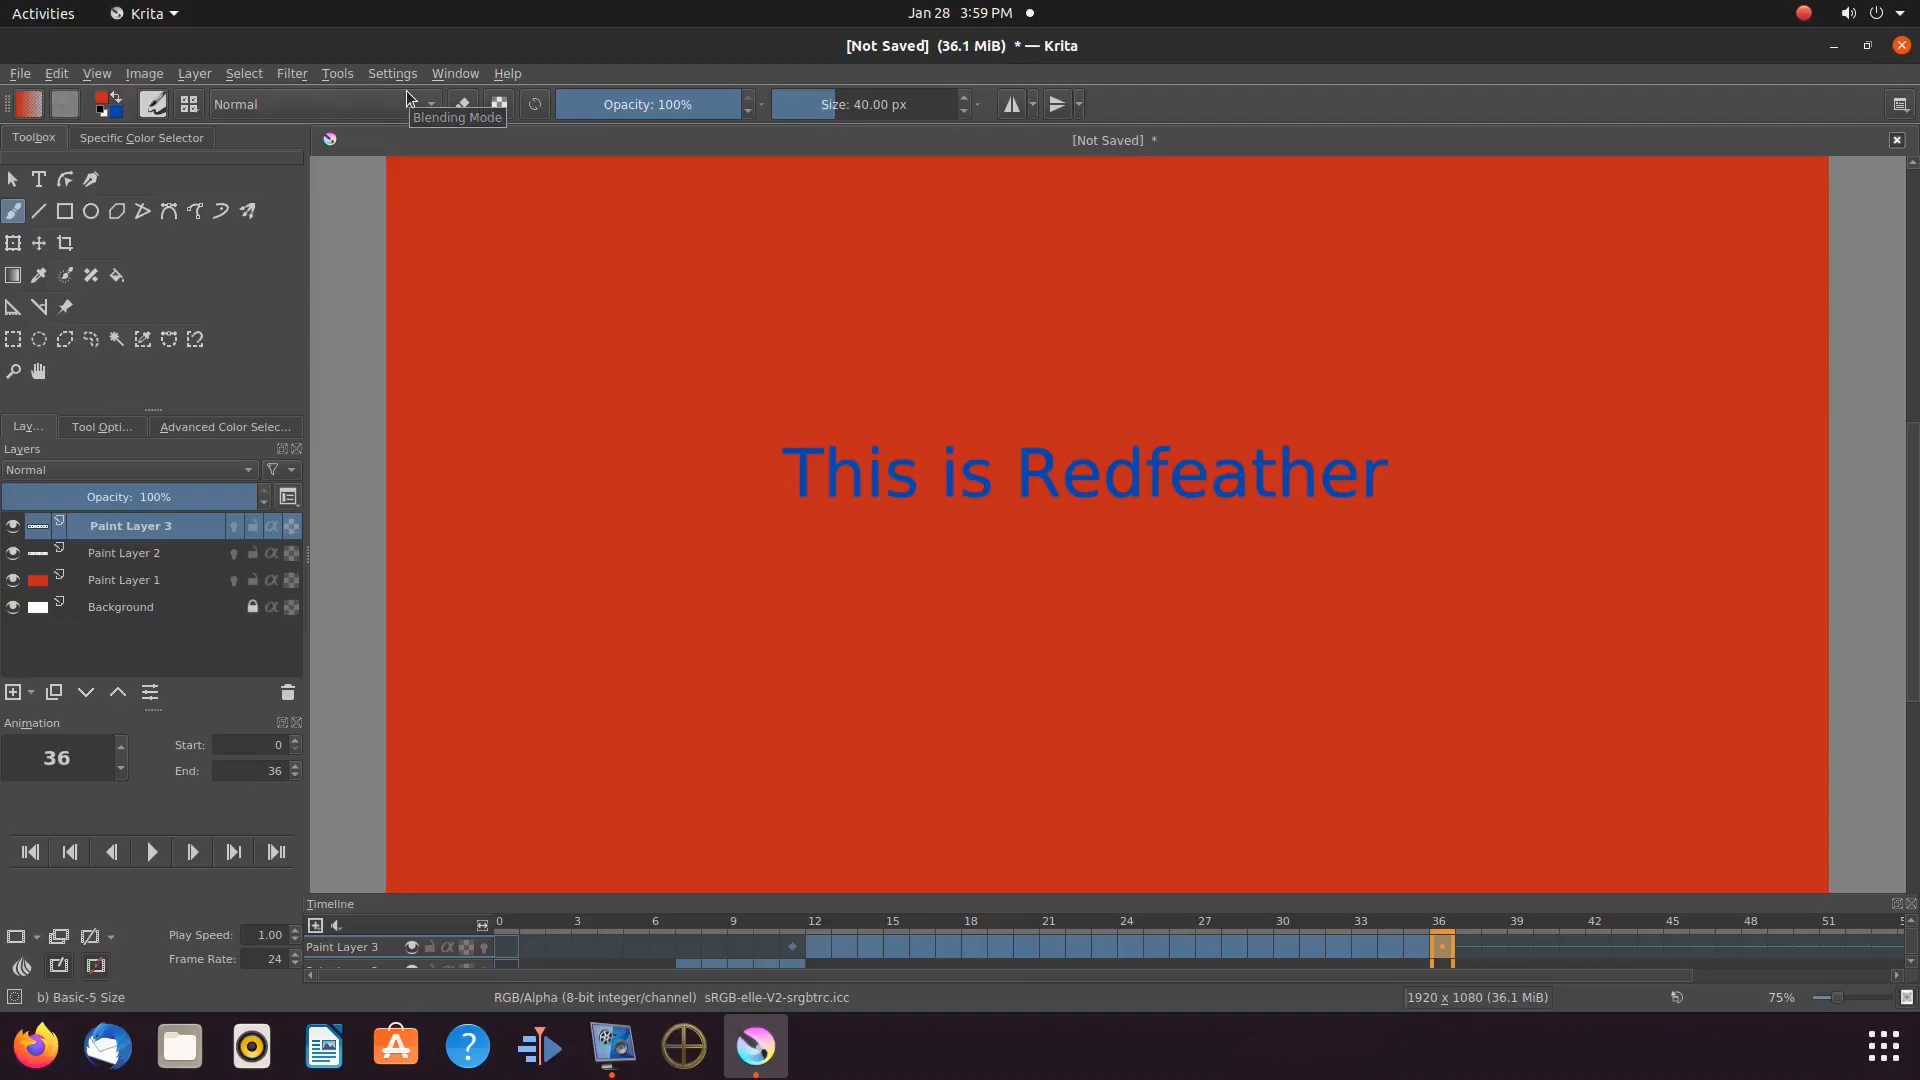 Activities Krita Jan 28 3:59 PM
[Not Saved] (36.1 MiB) * — Krita
File Edit View Image Layer Select Filter Tools Settings Window Help
Normal Opacity: 100% Size: 40.00 px
Blending Mode
Toolbox Specific Color Selector [Not Saved] *
This is Redfeather
Lay... Tool Opti... Advanced Color Selec...
Layers
Normal
Opacity: 100%
Paint Layer 3
Paint Layer 2
Paint Layer 1
Background
Animation
36 Start: 0
End: 36
Timeline
0 3 6 9 12 15 18 21 24 27 30 33 36 39 42 45 48 51
Play Speed: 1.00
Paint Layer 3
Frame Rate: 24
b) Basic-5 Size RGB/Alpha (8-bit integer/channel) sRGB-elle-V2-srgbtrc.icc 1920 x 1080 (36.1 MiB) 75%